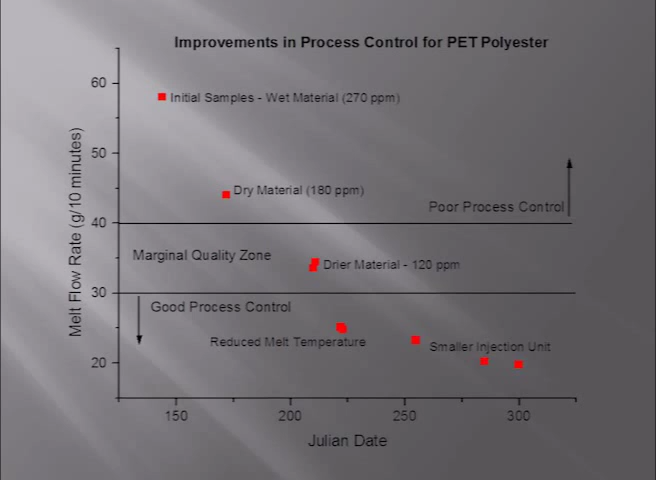 Improvements in Process Control for PET Polyester
60
Initial Samples - Wet Material (270 ppm)
50
Dry Material (180 ppm)
Poor Process Control
40
Marginal Quality Zone
Drier Material - 120 ppm
30
Good Process Control
Reduced Melt Temperature
Smaller Injection Unit
20
Melt Flow Rate (g/10 minutes)
150 200 250 300
Julian Date